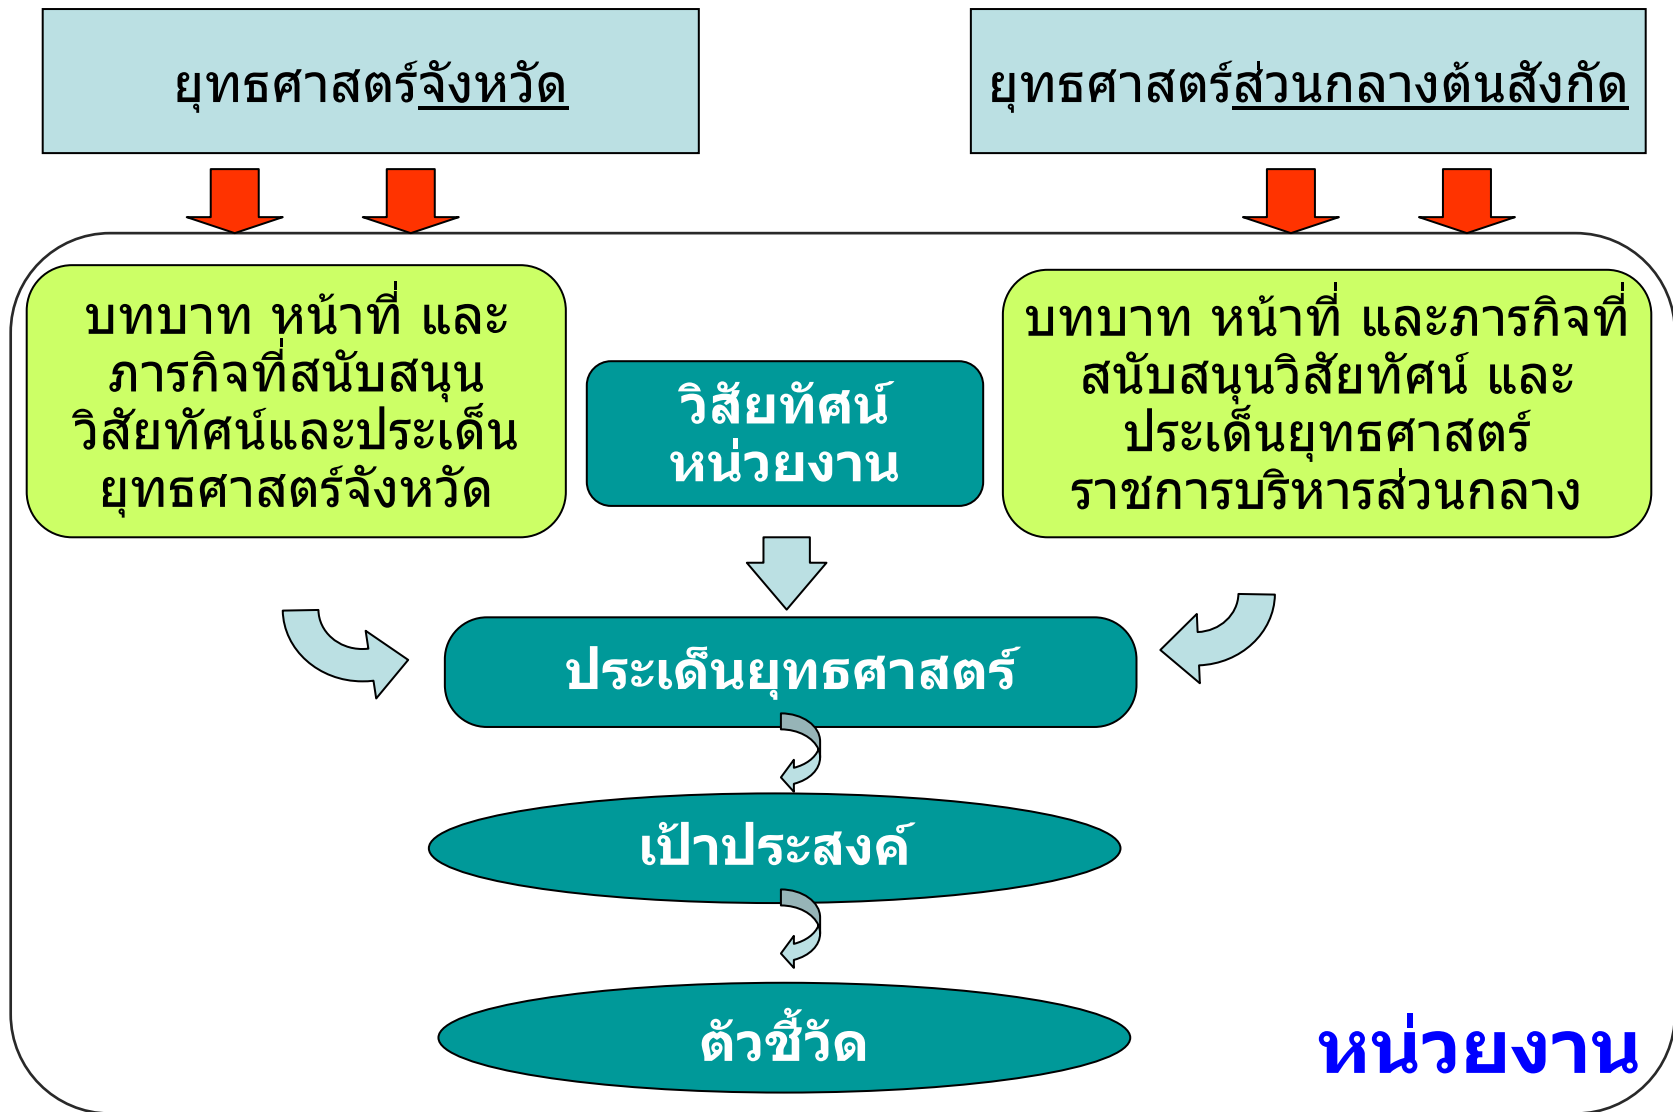 ยุทธศาสตร์จังหวัด
ยุทธศาสตร์ส่วนกลางต้นสังกัด
บทบาท หน้าที่ และ
ภารกิจที่สนับสนุน
วิสัยทัศน์และประเด็น
ยุทธศาสตร์จังหวัด
วิสัยทัศน์
หน่วยงาน
บทบาท หน้าที่ และภารกิจที่
สนับสนุนวิสัยทัศน์ และ
ประเด็นยุทธศาสตร์
ราชการบริหารส่วนกลาง
ประเด็นยุทธศาสตร์
เป้าประสงค์
ตัวชี้วัด
หน่วยงาน